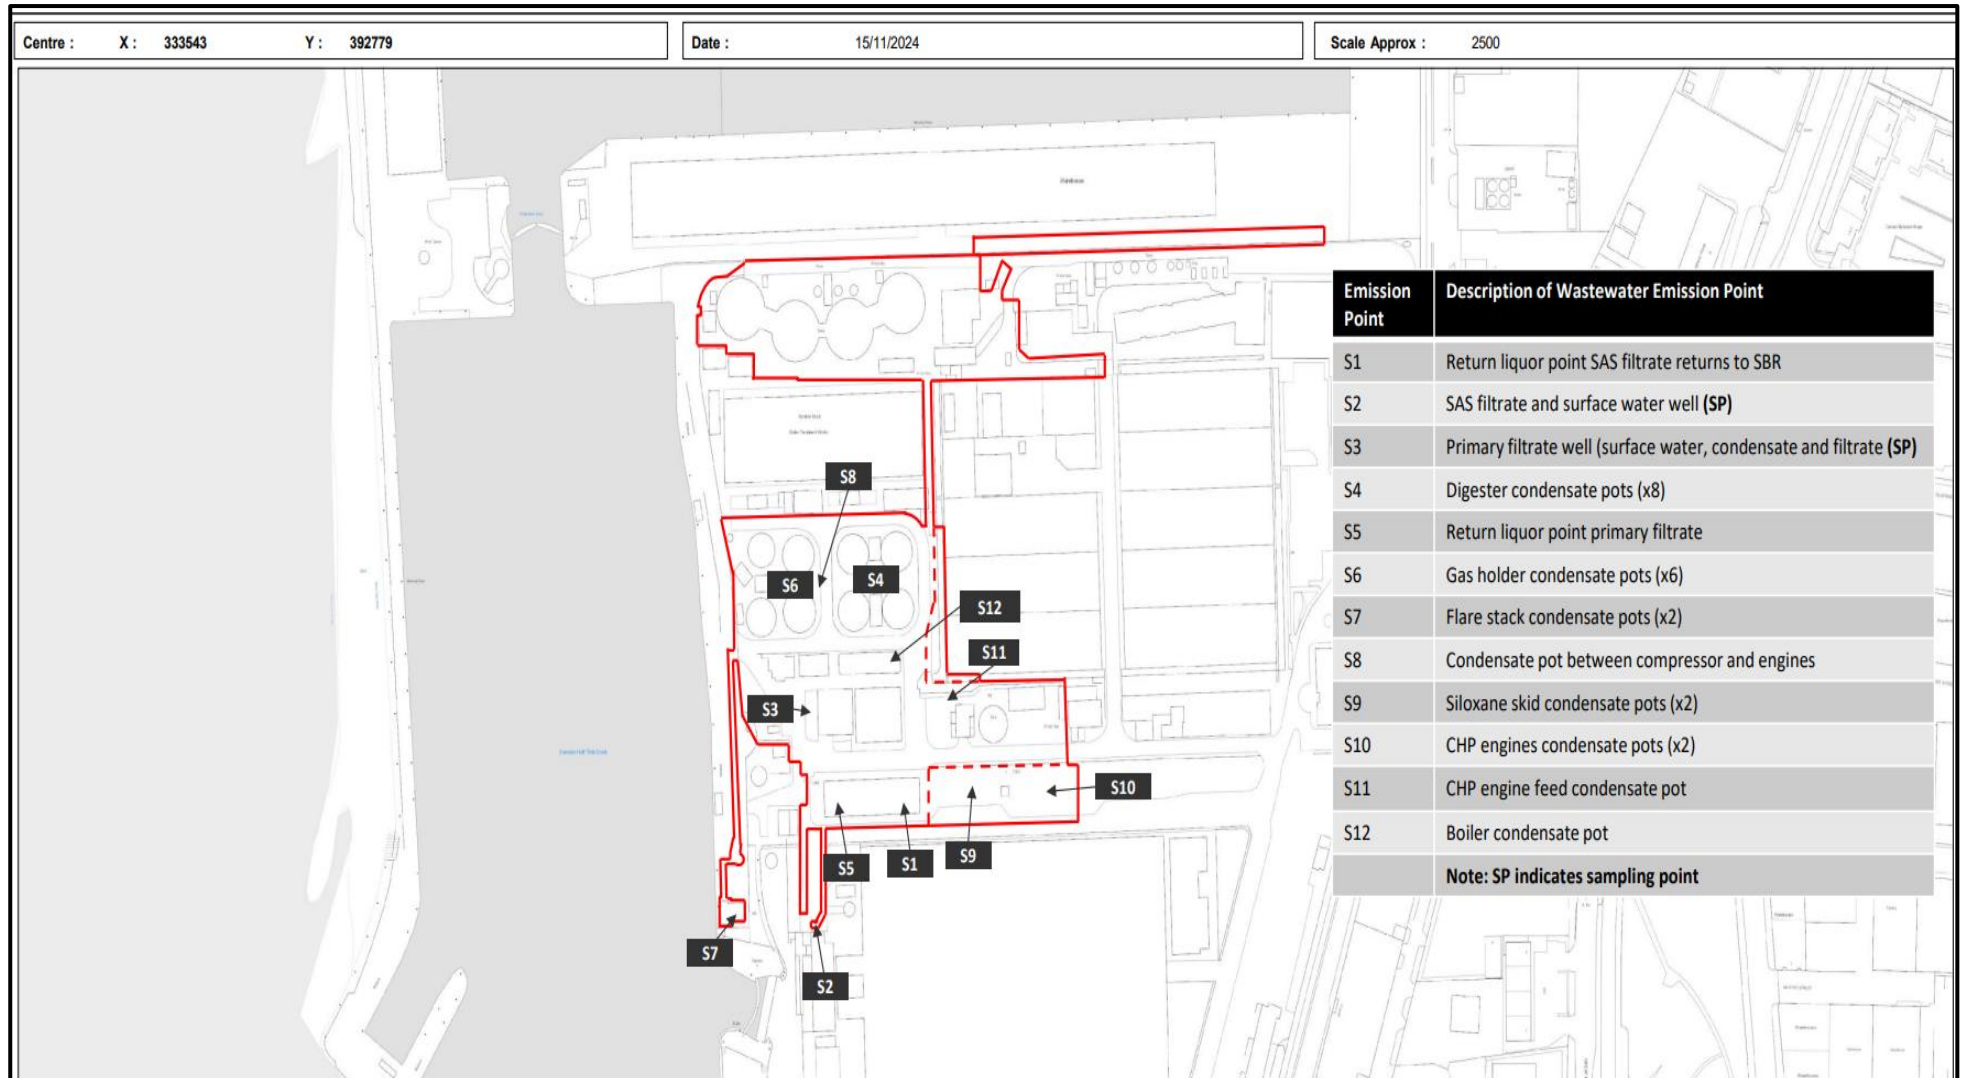 Centre : X : 333543 Y : 392779
Date : 15/11/2024
Scale Approx : 2500
Emission Point
Description of Wastewater Emission Point
S1 Return liquor point SAS filtrate returns to SBR
S2 SAS filtrate and surface water well (SP)
S3 Primary filtrate well (surface water, condensate and filtrate (SP)
S4 Digester condensate pots (x8)
S5 Return liquor point primary filtrate
S6 Gas holder condensate pots (x6)
S7 Flare stack condensate pots (x2)
S8 Condensate pot between compressor and engines
S9 Siloxane skid condensate pots (x2)
S10 CHP engines condensate pots (x2)
S11 CHP engine feed condensate pot
S12 Boiler condensate pot
Note: SP indicates sampling point
S8
S6
S4
S12
S11
S3
S10
S5
S1
S9
S7
S2